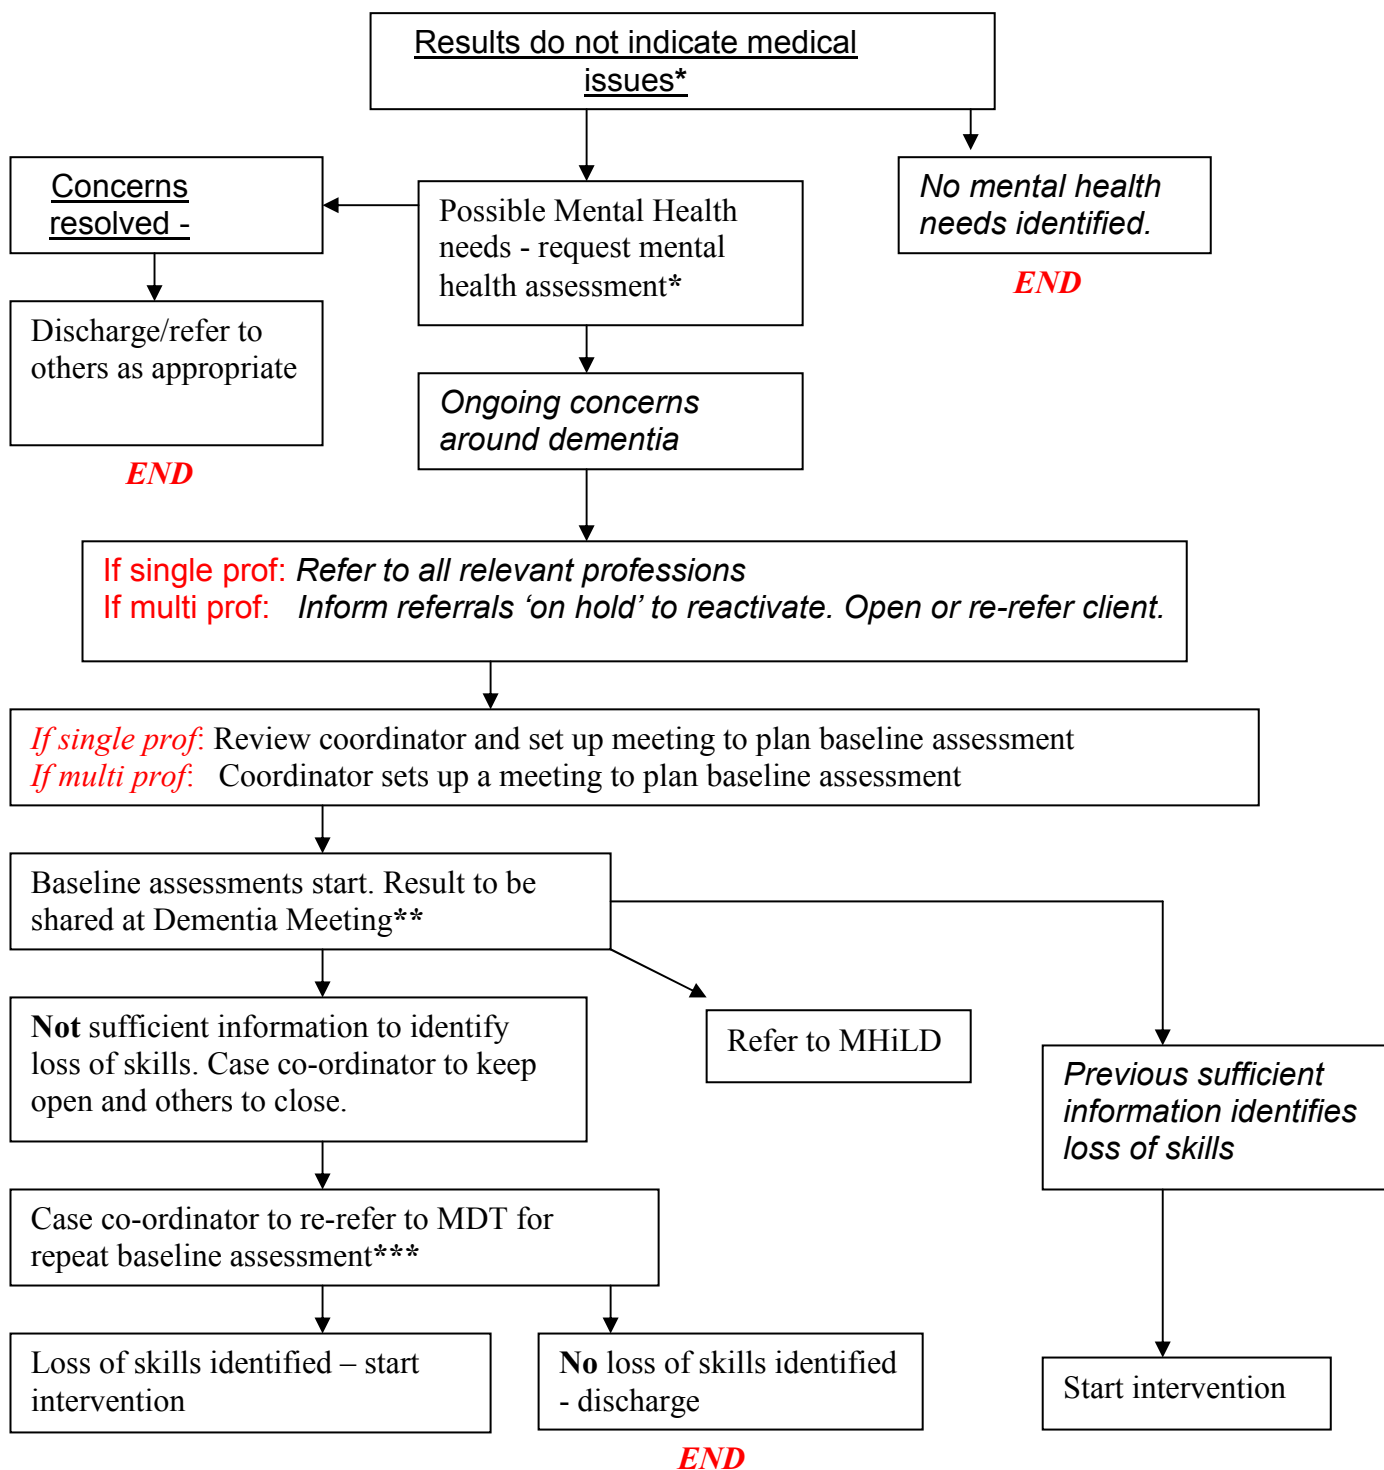 Results do not indicate medical
issues*
Concerns
resolved -
Possible Mental Health
needs - request mental
health assessment*
No mental health
needs identified.
END
Discharge/refer to
others as appropriate
END
Ongoing concerns
around dementia
If single prof: Refer to all relevant professions
If multi prof: Inform referrals ‘on hold’ to reactivate. Open or re-refer client.
If single prof: Review coordinator and set up meeting to plan baseline assessment
If multi prof: Coordinator sets up a meeting to plan baseline assessment
Baseline assessments start. Result to be
shared at Dementia Meeting**
Not sufficient information to identify
loss of skills. Case co-ordinator to keep
open and others to close.
Refer to MHiLD
Previous sufficient
information identifies
loss of skills
Case co-ordinator to re-refer to MDT for
repeat baseline assessment***
Loss of skills identified – start
intervention
No loss of skills identified
- discharge
END
Start intervention